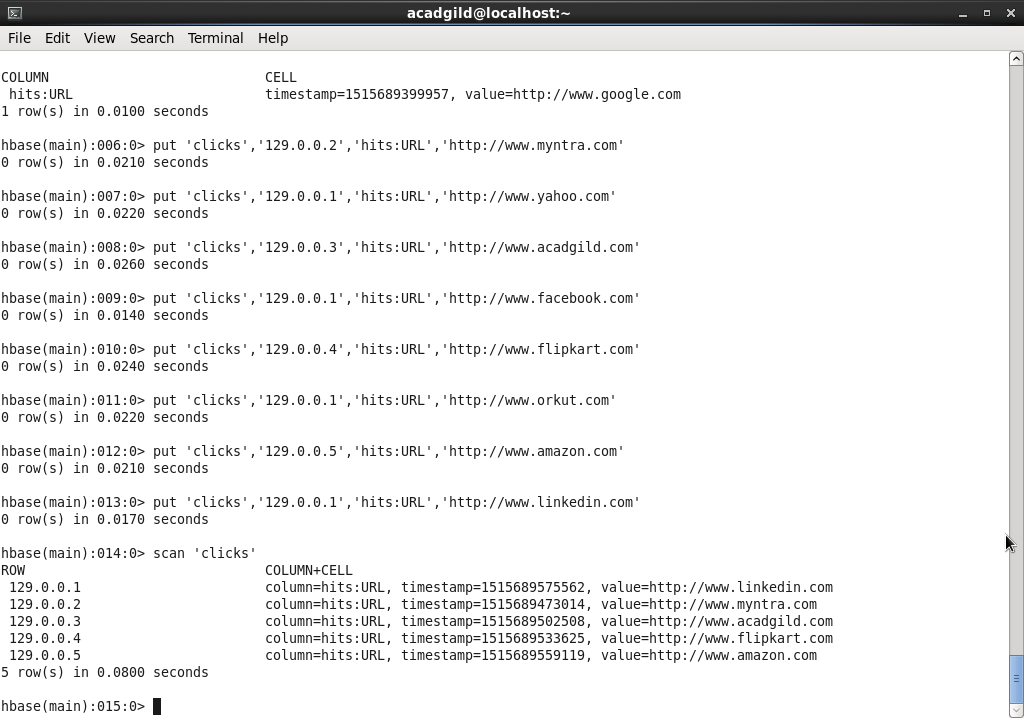 acadgild@localhost:~
File Edit View Search Terminal Help
COLUMN                           CELL
 hits:URL                        timestamp=1515689399957, value=http://www.google.com
1 row(s) in 0.0100 seconds
hbase(main):006:0> put 'clicks','129.0.0.2','hits:URL','http://www.myntra.com'
0 row(s) in 0.0210 seconds
hbase(main):007:0> put 'clicks','129.0.0.1','hits:URL','http://www.yahoo.com'
0 row(s) in 0.0220 seconds
hbase(main):008:0> put 'clicks','129.0.0.3','hits:URL','http://www.acadgild.com'
0 row(s) in 0.0260 seconds
hbase(main):009:0> put 'clicks','129.0.0.1','hits:URL','http://www.facebook.com'
0 row(s) in 0.0140 seconds
hbase(main):010:0> put 'clicks','129.0.0.4','hits:URL','http://www.flipkart.com'
0 row(s) in 0.0240 seconds
hbase(main):011:0> put 'clicks','129.0.0.1','hits:URL','http://www.orkut.com'
0 row(s) in 0.0220 seconds
hbase(main):012:0> put 'clicks','129.0.0.5','hits:URL','http://www.amazon.com'
0 row(s) in 0.0210 seconds
hbase(main):013:0> put 'clicks','129.0.0.1','hits:URL','http://www.linkedin.com'
0 row(s) in 0.0170 seconds
hbase(main):014:0> scan 'clicks'
ROW                              COLUMN+CELL
 129.0.0.1                       column=hits:URL, timestamp=1515689575562, value=http://www.linkedin.com
 129.0.0.2                       column=hits:URL, timestamp=1515689473014, value=http://www.myntra.com
 129.0.0.3                       column=hits:URL, timestamp=1515689502508, value=http://www.acadgild.com
 129.0.0.4                       column=hits:URL, timestamp=1515689533625, value=http://www.flipkart.com
 129.0.0.5                       column=hits:URL, timestamp=1515689559119, value=http://www.amazon.com
5 row(s) in 0.0800 seconds
hbase(main):015:0>